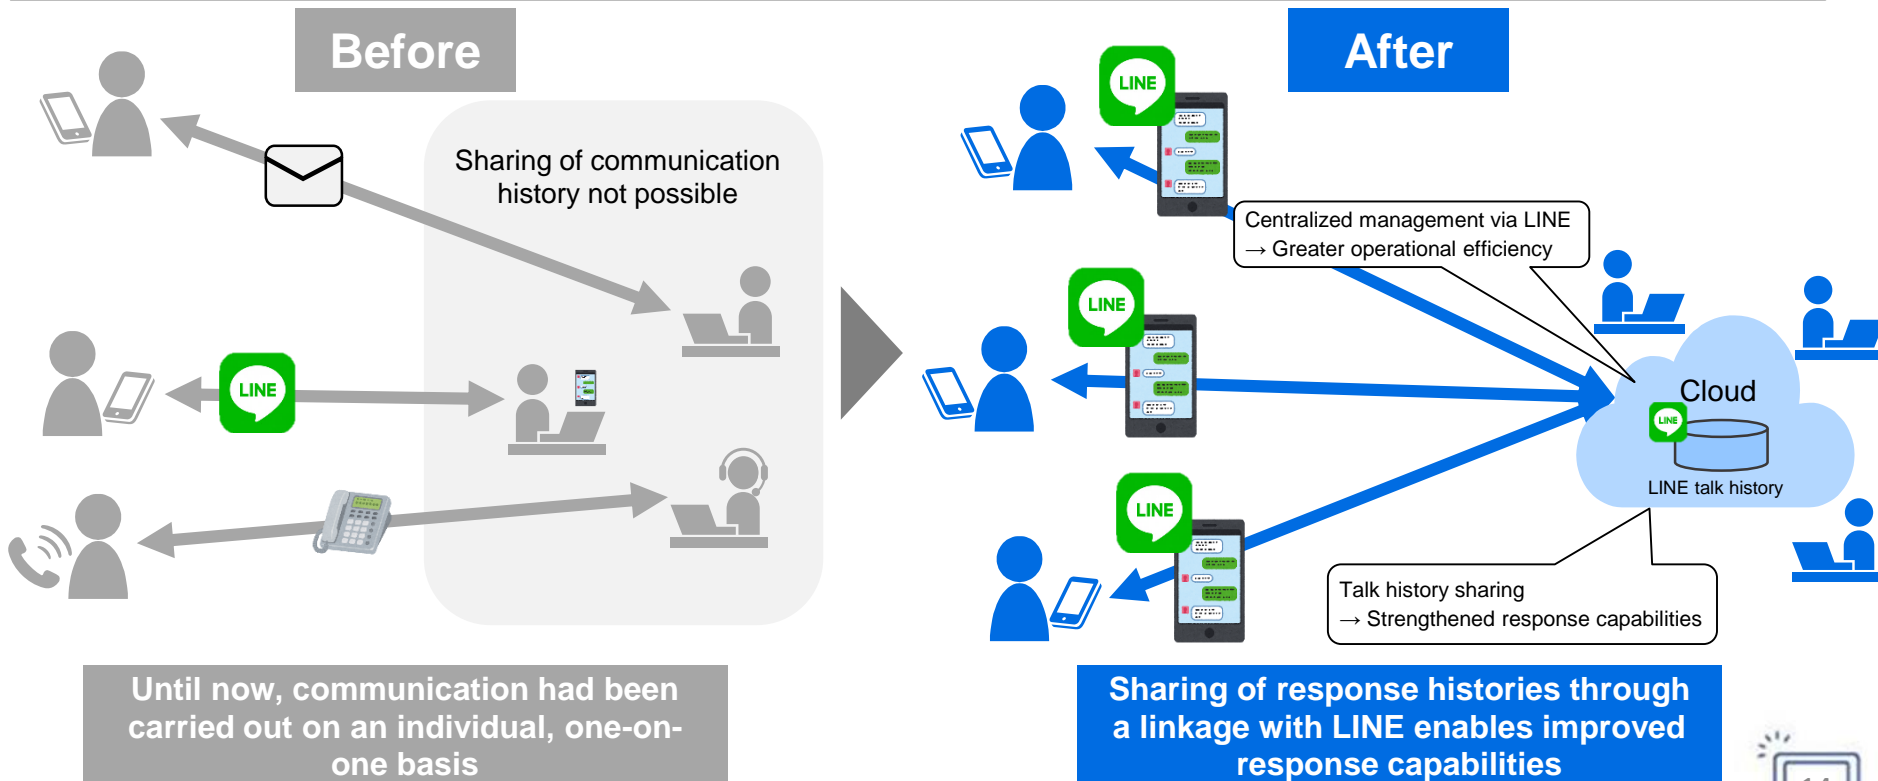 Before
After
Sharing of communication
history not possible
LINE
LINE
LINE
LINE
Centralized management via LINE
→ Greater operational efficiency
Cloud
LINE
LINE talk history
Talk history sharing
→ Strengthened response capabilities
Until now, communication had been
carried out on an individual, one-on-
one basis
Sharing of response histories through
a linkage with LINE enables improved
response capabilities